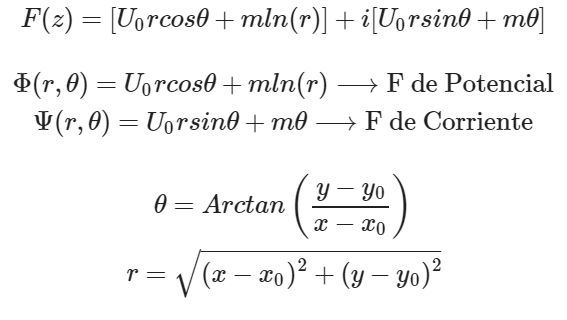 F(z) = [U₀rcosθ + mln(r)] + i[U₀rsinθ + mθ]
Φ(r, θ) = U₀rcosθ + mln(r) ⟶ F de Potencial
Ψ(r, θ) = U₀rsinθ + mθ ⟶ F de Corriente
θ = Arctan((y − y₀)/(x − x₀))
r = √((x − x₀)² + (y − y₀)²)